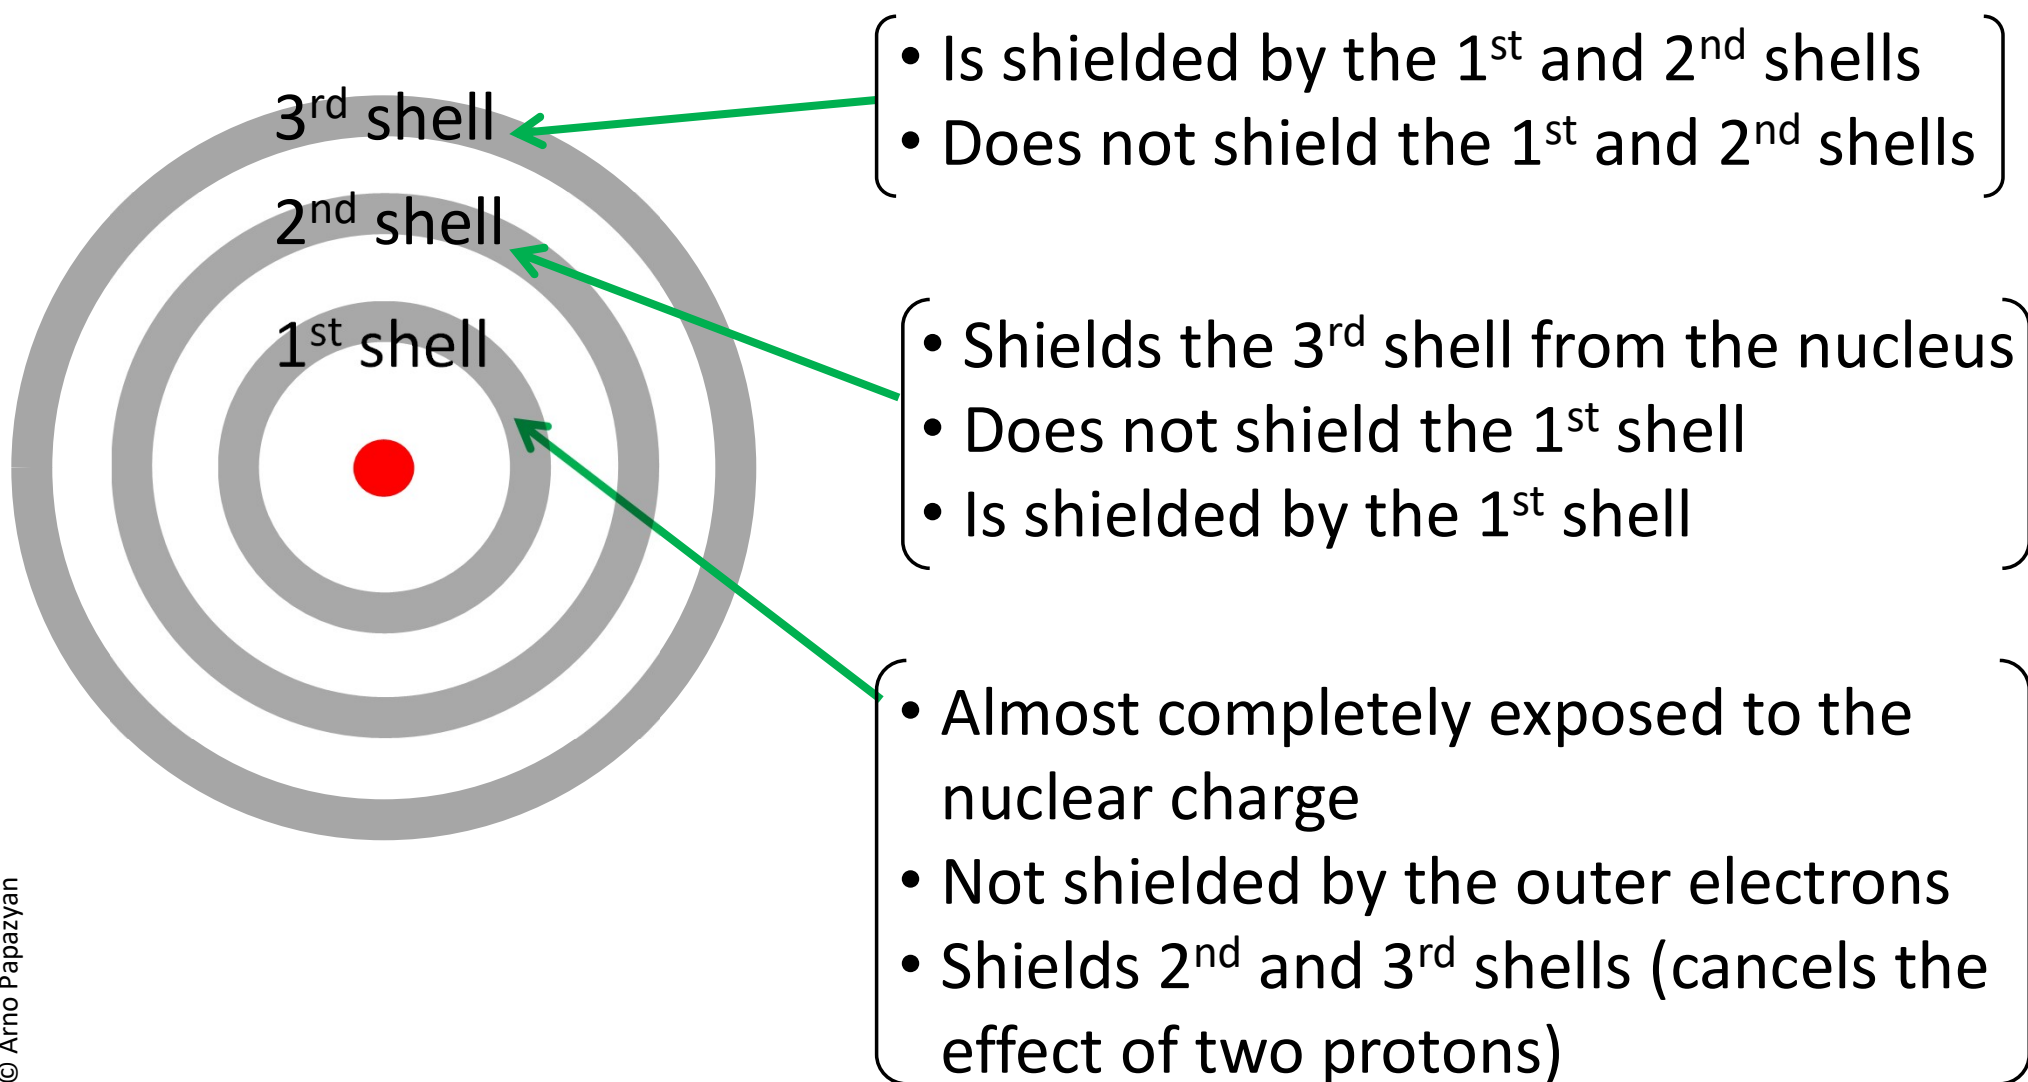 3rd shell
2nd shell
1st shell
• Is shielded by the 1st and 2nd shells
• Does not shield the 1st and 2nd shells
• Shields the 3rd shell from the nucleus
• Does not shield the 1st shell
• Is shielded by the 1st shell
• Almost completely exposed to the
nuclear charge
• Not shielded by the outer electrons
• Shields 2nd and 3rd shells (cancels the
effect of two protons)
© Arno Papazyan